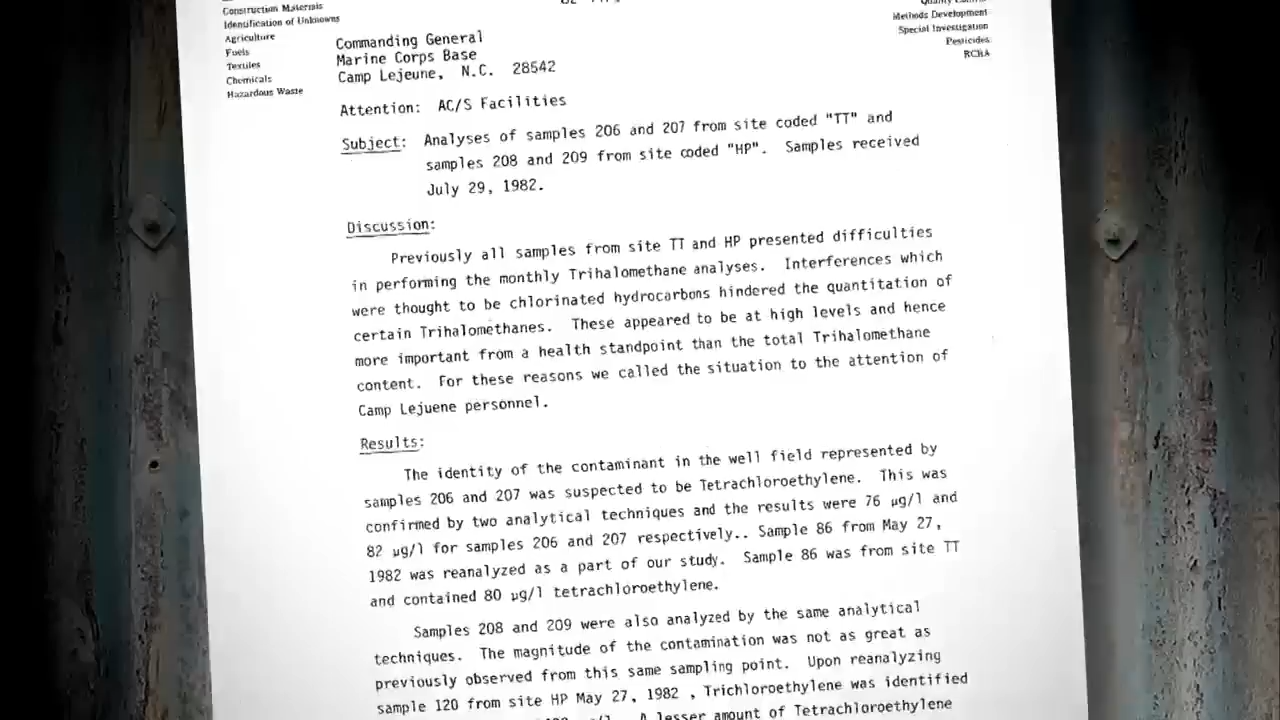 Construction Materials
Identification of Unknowns
Agriculture
Fuels
Textiles
Chemicals
Hazardous Waste
Methods Development
Special Investigation
Pesticides
RCRA
Commanding General
Marine Corps Base
Camp Lejeune, N.C. 28542
Attention: AC/S Facilities
Subject: Analyses of samples 206 and 207 from site coded "TT" and
samples 208 and 209 from site coded "HP". Samples received
July 29, 1982.
Discussion:
Previously all samples from site TT and HP presented difficulties
in performing the monthly Trihalomethane analyses. Interferences which
were thought to be chlorinated hydrocarbons hindered the quantitation of
certain Trihalomethanes. These appeared to be at high levels and hence
more important from a health standpoint than the total Trihalomethane
content. For these reasons we called the situation to the attention of
Camp Lejuene personnel.
Results:
The identity of the contaminant in the well field represented by
samples 206 and 207 was suspected to be Tetrachloroethylene. This was
confirmed by two analytical techniques and the results were 76 µg/l and
82 µg/l for samples 206 and 207 respectively.. Sample 86 from May 27,
1982 was reanalyzed as a part of our study. Sample 86 was from site TT
and contained 80 µg/l tetrachloroethylene.
Samples 208 and 209 were also analyzed by the same analytical
techniques. The magnitude of the contamination was not as great as
previously observed from this same sampling point. Upon reanalyzing
sample 120 from site HP May 27, 1982 , Trichloroethylene was identified
A lesser amount of Tetrachloroethylene